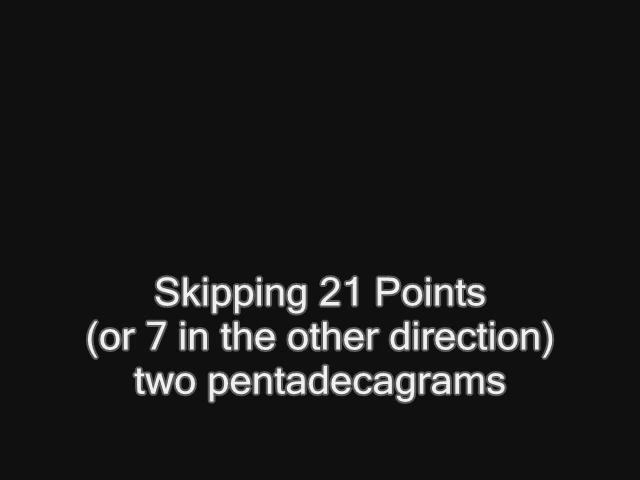 Skipping 21 Points
(or 7 in the other direction)
two pentadecagrams